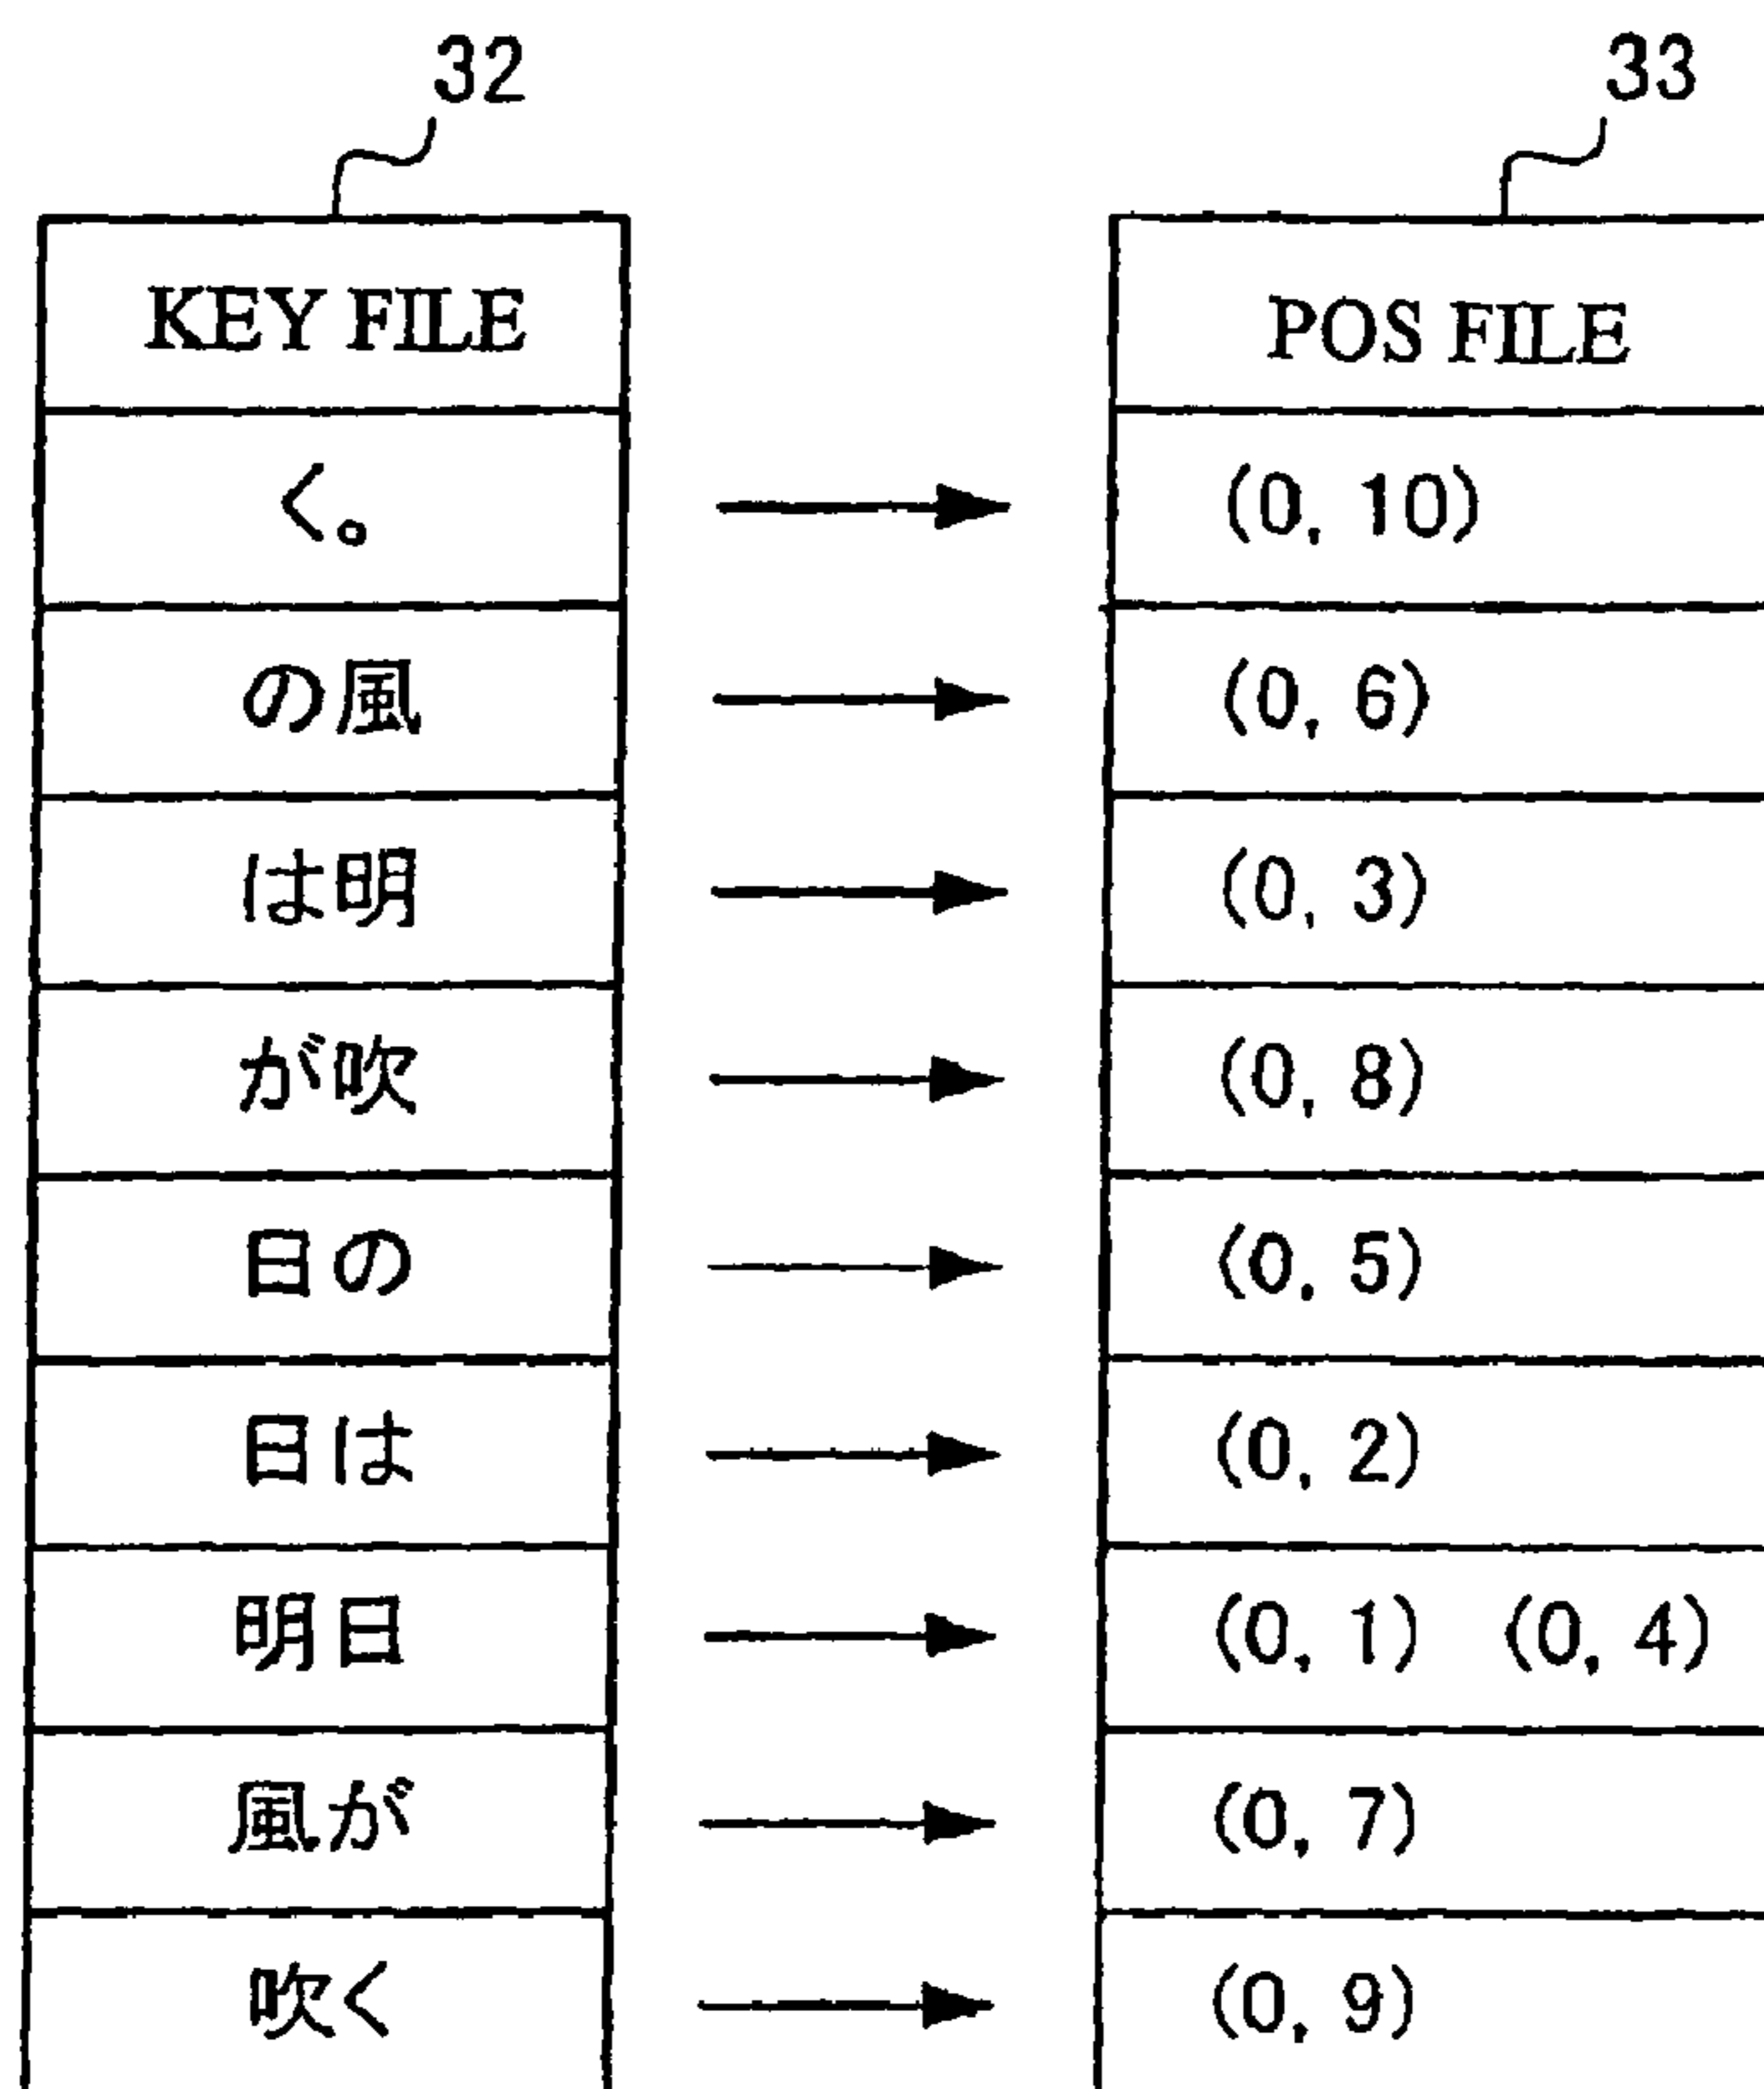 32 33
KEY FILE POS FILE
く。 (0, 10)
の風 (0, 6)
は明 (0, 3)
が吹 (0, 8)
日の (0, 5)
日は (0, 2)
明日 (0, 1) (0, 4)
風が (0, 7)
吹く (0, 9)